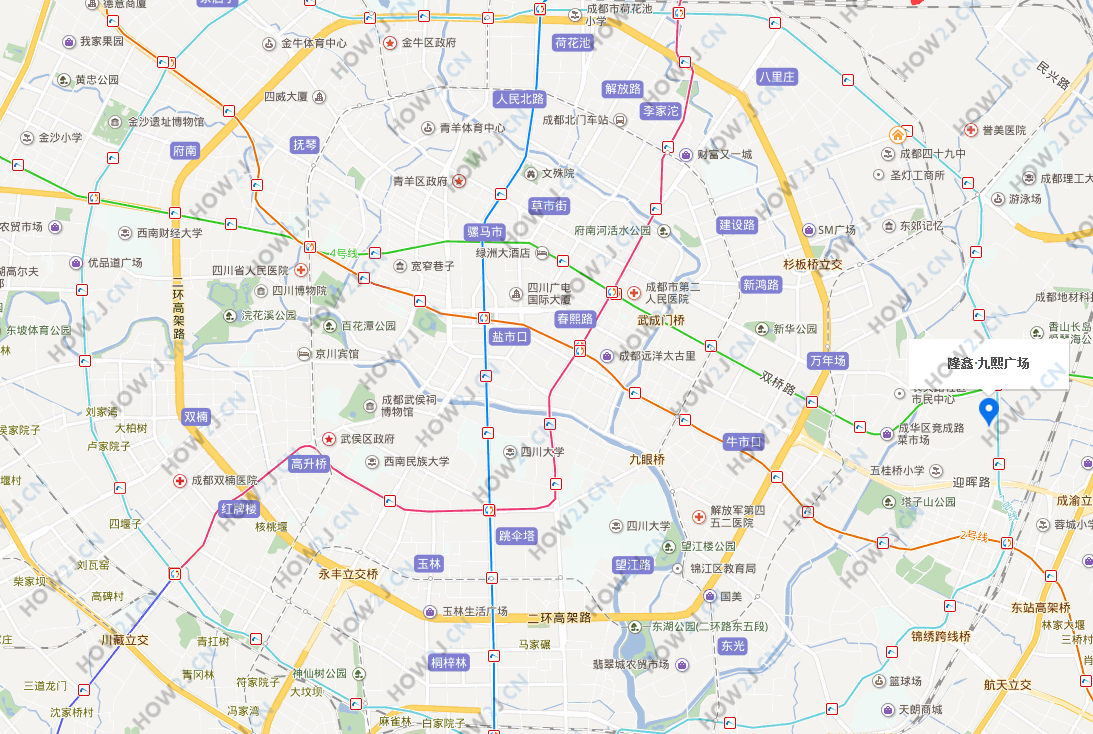 德意商厦
成都市荷花池
小学
我家果园
金牛体育中心
金牛区政府
荷花池
民兴路
黄忠公园
八里庄
四威大厦
人民北路
解放路
李家沱
金沙遗址博物馆
青羊体育中心
成都北门车站
誉美医院
金沙小学
抚琴
府南
财富又一城
成都四十九中
青羊区政府
文殊院
圣灯工商所
成都理工大
草市街
游泳场
农贸市场
西南财经大学
骡马市
府南河活水公园
建设路
SM广场
东郊记忆
4号线
绿洲大酒店
优品道广场
四川省人民医院
宽窄巷子
杉板桥立交
湖高尔夫
二环高架路
四川博物院
四川广电
国际大厦
成都市第二
人民医院
新鸿路
成都地材科技
浣花溪公园
百花潭公园
春熙路
武成门桥
新华公园
香山长岛
东坡体育公园
盐市口
京川宾馆
成都远洋太古里
万年场
隆鑫·九熙广场
双桥路
市民中心
成都武侯祠
博物馆
双楠
刘家湾
大柏树
成华区竟成路
菜市场
侯家院子
卢家院子
武侯区政府
牛市口
四川大学
九眼桥
高升桥
西南民族大学
五桂桥小学
迎晖路
成都双楠医院
塔子山公园
成渝立交
红牌楼
解放军第四
五二医院
四堰子
核桃堰
四川大学
蓉城小学
跳伞塔
望江楼公园
2号线
刘瓦窑
玉林
望江路
锦江区教育局
柴家坝
永丰立交桥
高碑村
国美
玉林生活广场
二环高架路
东站高架桥
东湖公园(二环路东五段)
林家大堰
川藏立交
青杠树
马家碾
东光
锦绣跨线桥
三桥村
桐梓林
翡翠城农贸市场
青冈林
神仙树公园
三道龙门
符家院子
大坟坝
篮球场
航天立交
沈家桥村
冯家湾
麻雀林
白家院子
天朗商城
HOW2J.CN